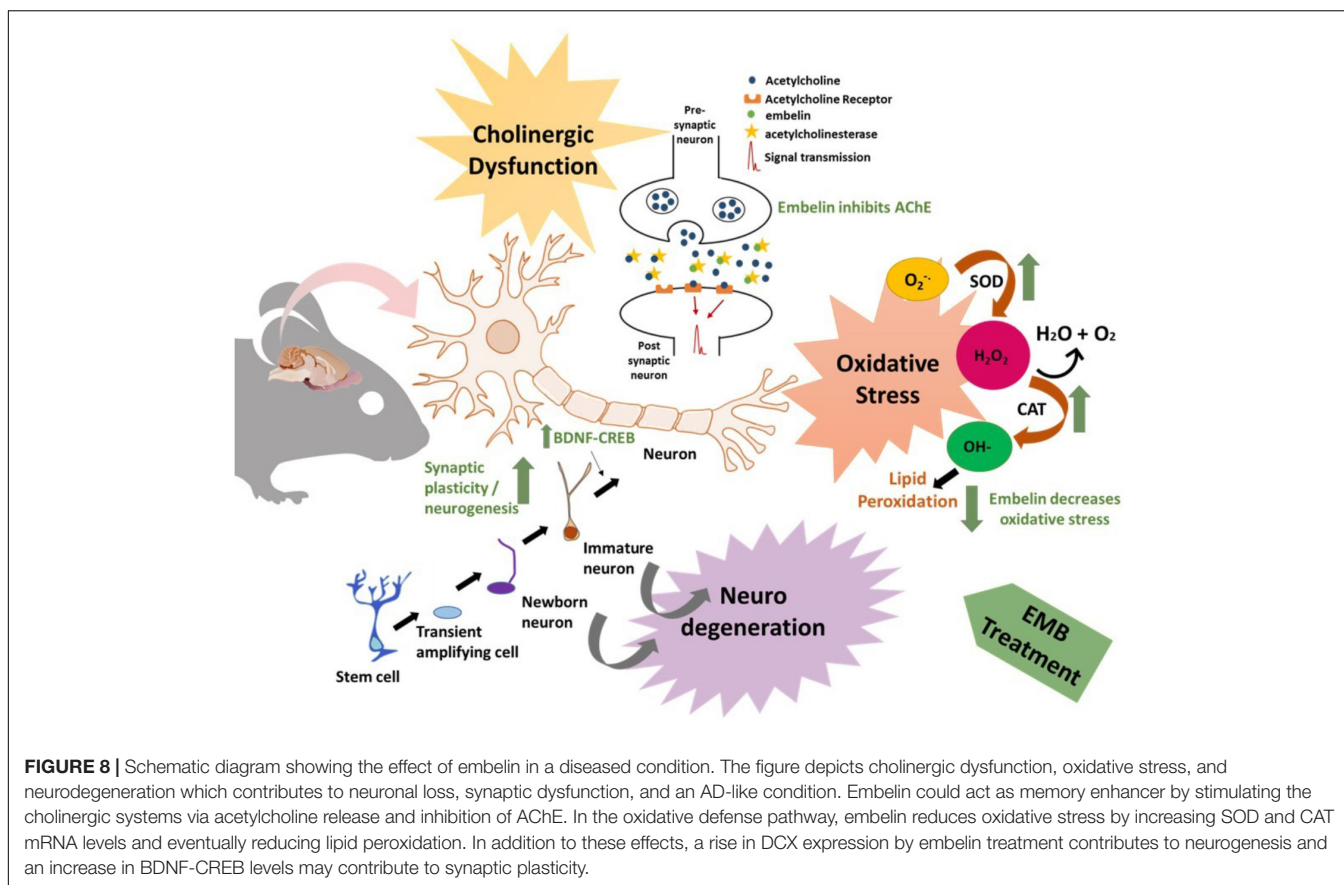 Cholinergic
Dysfunction
Pre-
synaptic
neuron
Acetylcholine
Acetylcholine Receptor
embelin
acetylcholinesterase
Signal transmission
Embelin inhibits AChE
Post
synaptic
neuron
O₂⁻·
SOD
H₂O₂
H₂O + O₂
CAT
OH-
Oxidative
Stress
Lipid
Peroxidation
Embelin decreases
oxidative stress
BDNF-CREB
Neuron
Synaptic
plasticity /
neurogenesis
Immature
neuron
Newborn
neuron
Transient
amplifying cell
Stem cell
Neuro
degeneration
EMB
Treatment
FIGURE 8 | Schematic diagram showing the effect of embelin in a diseased condition. The figure depicts cholinergic dysfunction, oxidative stress, and
neurodegeneration which contributes to neuronal loss, synaptic dysfunction, and an AD-like condition. Embelin could act as memory enhancer by stimulating the
cholinergic systems via acetylcholine release and inhibition of AChE. In the oxidative defense pathway, embelin reduces oxidative stress by increasing SOD and CAT
mRNA levels and eventually reducing lipid peroxidation. In addition to these effects, a rise in DCX expression by embelin treatment contributes to neurogenesis and
an increase in BDNF-CREB levels may contribute to synaptic plasticity.